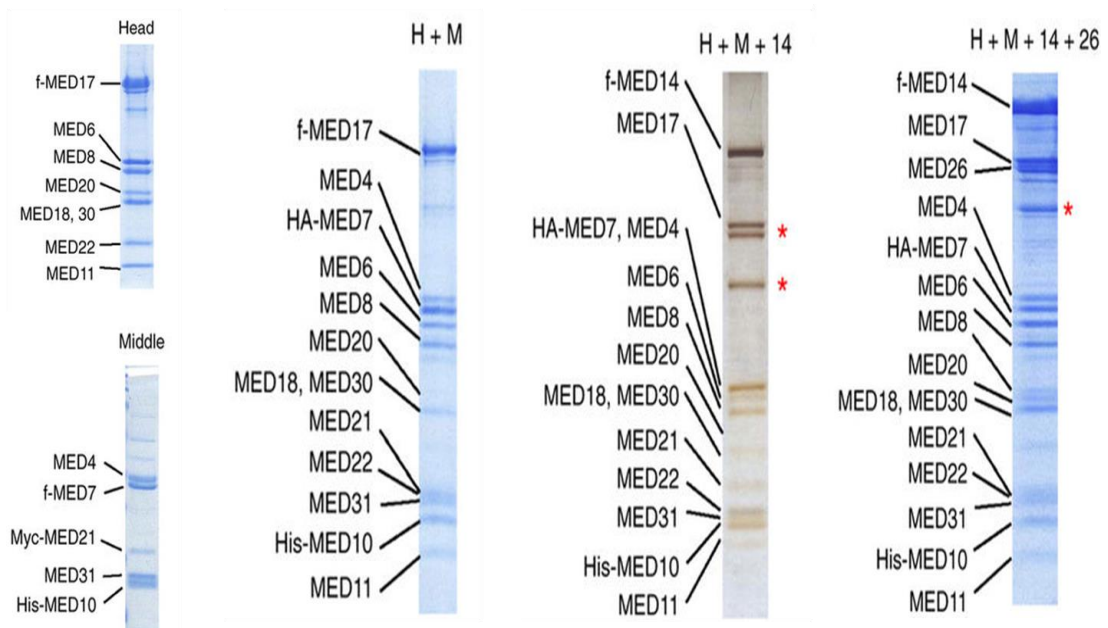 Head
f-MED17
MED6
MED8
MED20
MED18, 30
MED22
MED11
Middle
MED4
f-MED7
Myc-MED21
MED31
His-MED10
H + M
f-MED17
MED4
HA-MED7
MED6
MED8
MED20
MED18, MED30
MED21
MED22
MED31
His-MED10
MED11
H + M + 14
f-MED14
MED17
HA-MED7, MED4
*
MED6
*
MED8
MED20
MED18, MED30
MED21
MED22
MED31
His-MED10
MED11
H + M + 14 + 26
f-MED14
MED17
MED26
MED4
*
HA-MED7
MED6
MED8
MED20
MED18, MED30
MED21
MED22
MED31
His-MED10
MED11